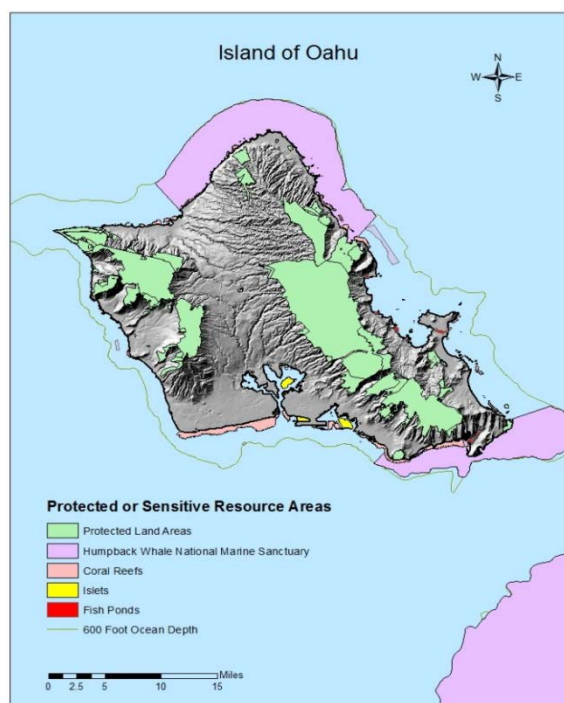 Island of Oahu
N
W E
S
Protected or Sensitive Resource Areas
Protected Land Areas
Humpback Whale National Marine Sanctuary
Coral Reefs
Islets
Fish Ponds
600 Foot Ocean Depth
Miles
0 2.5 5 10 15